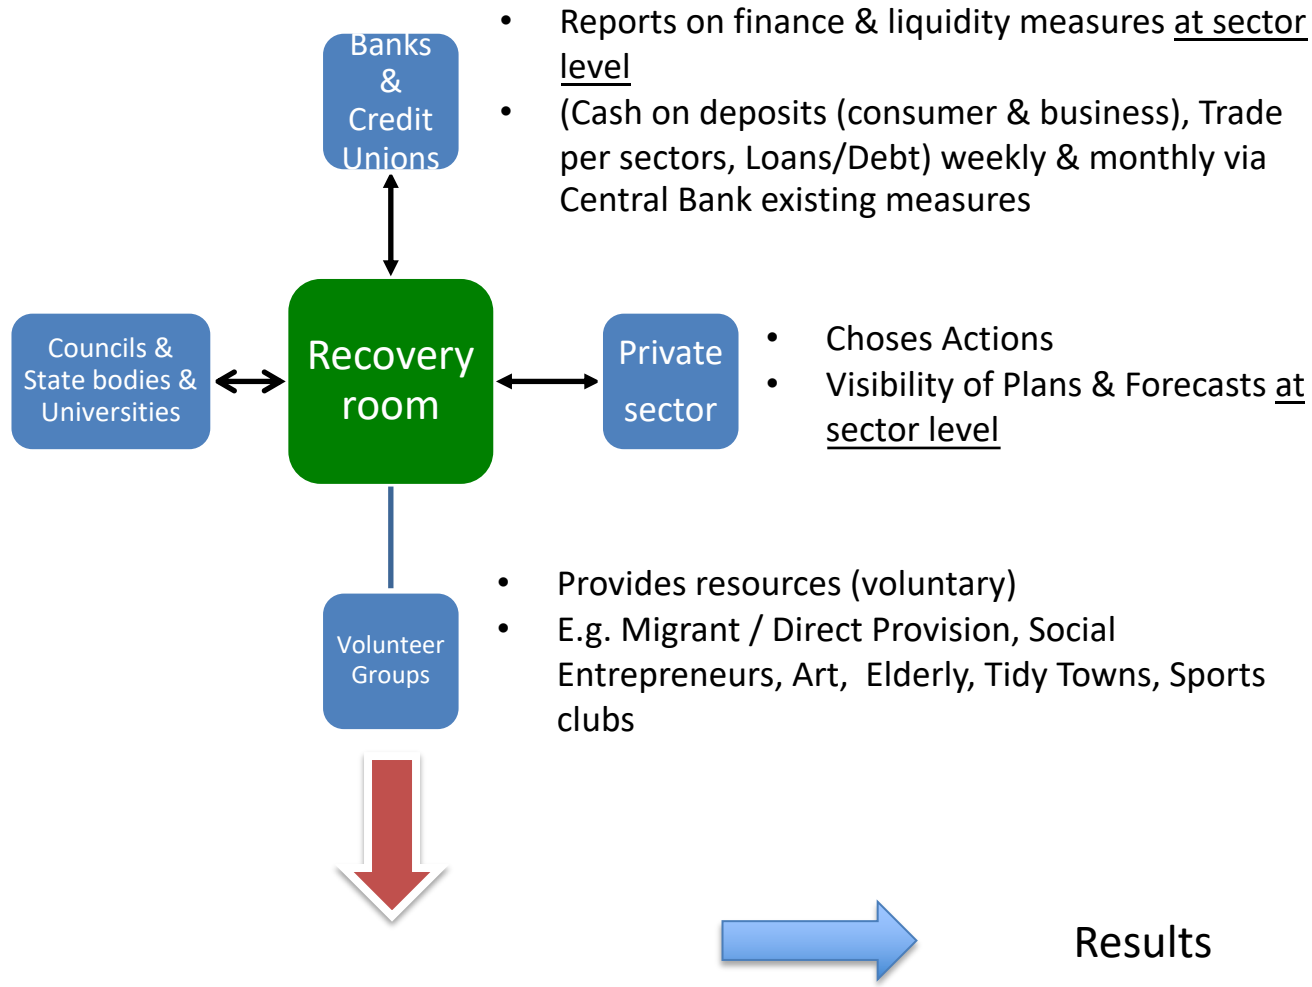 Banks
&
Credit
Unions
• Reports on finance & liquidity measures at sector
level
• (Cash on deposits (consumer & business), Trade
per sectors, Loans/Debt) weekly & monthly via
Central Bank existing measures
Councils &
State bodies &
Universities
Recovery
room
Private
sector
• Choses Actions
• Visibility of Plans & Forecasts at
sector level
Volunteer
Groups
• Provides resources (voluntary)
• E.g. Migrant / Direct Provision, Social
Entrepreneurs, Art,  Elderly, Tidy Towns, Sports
clubs
Results